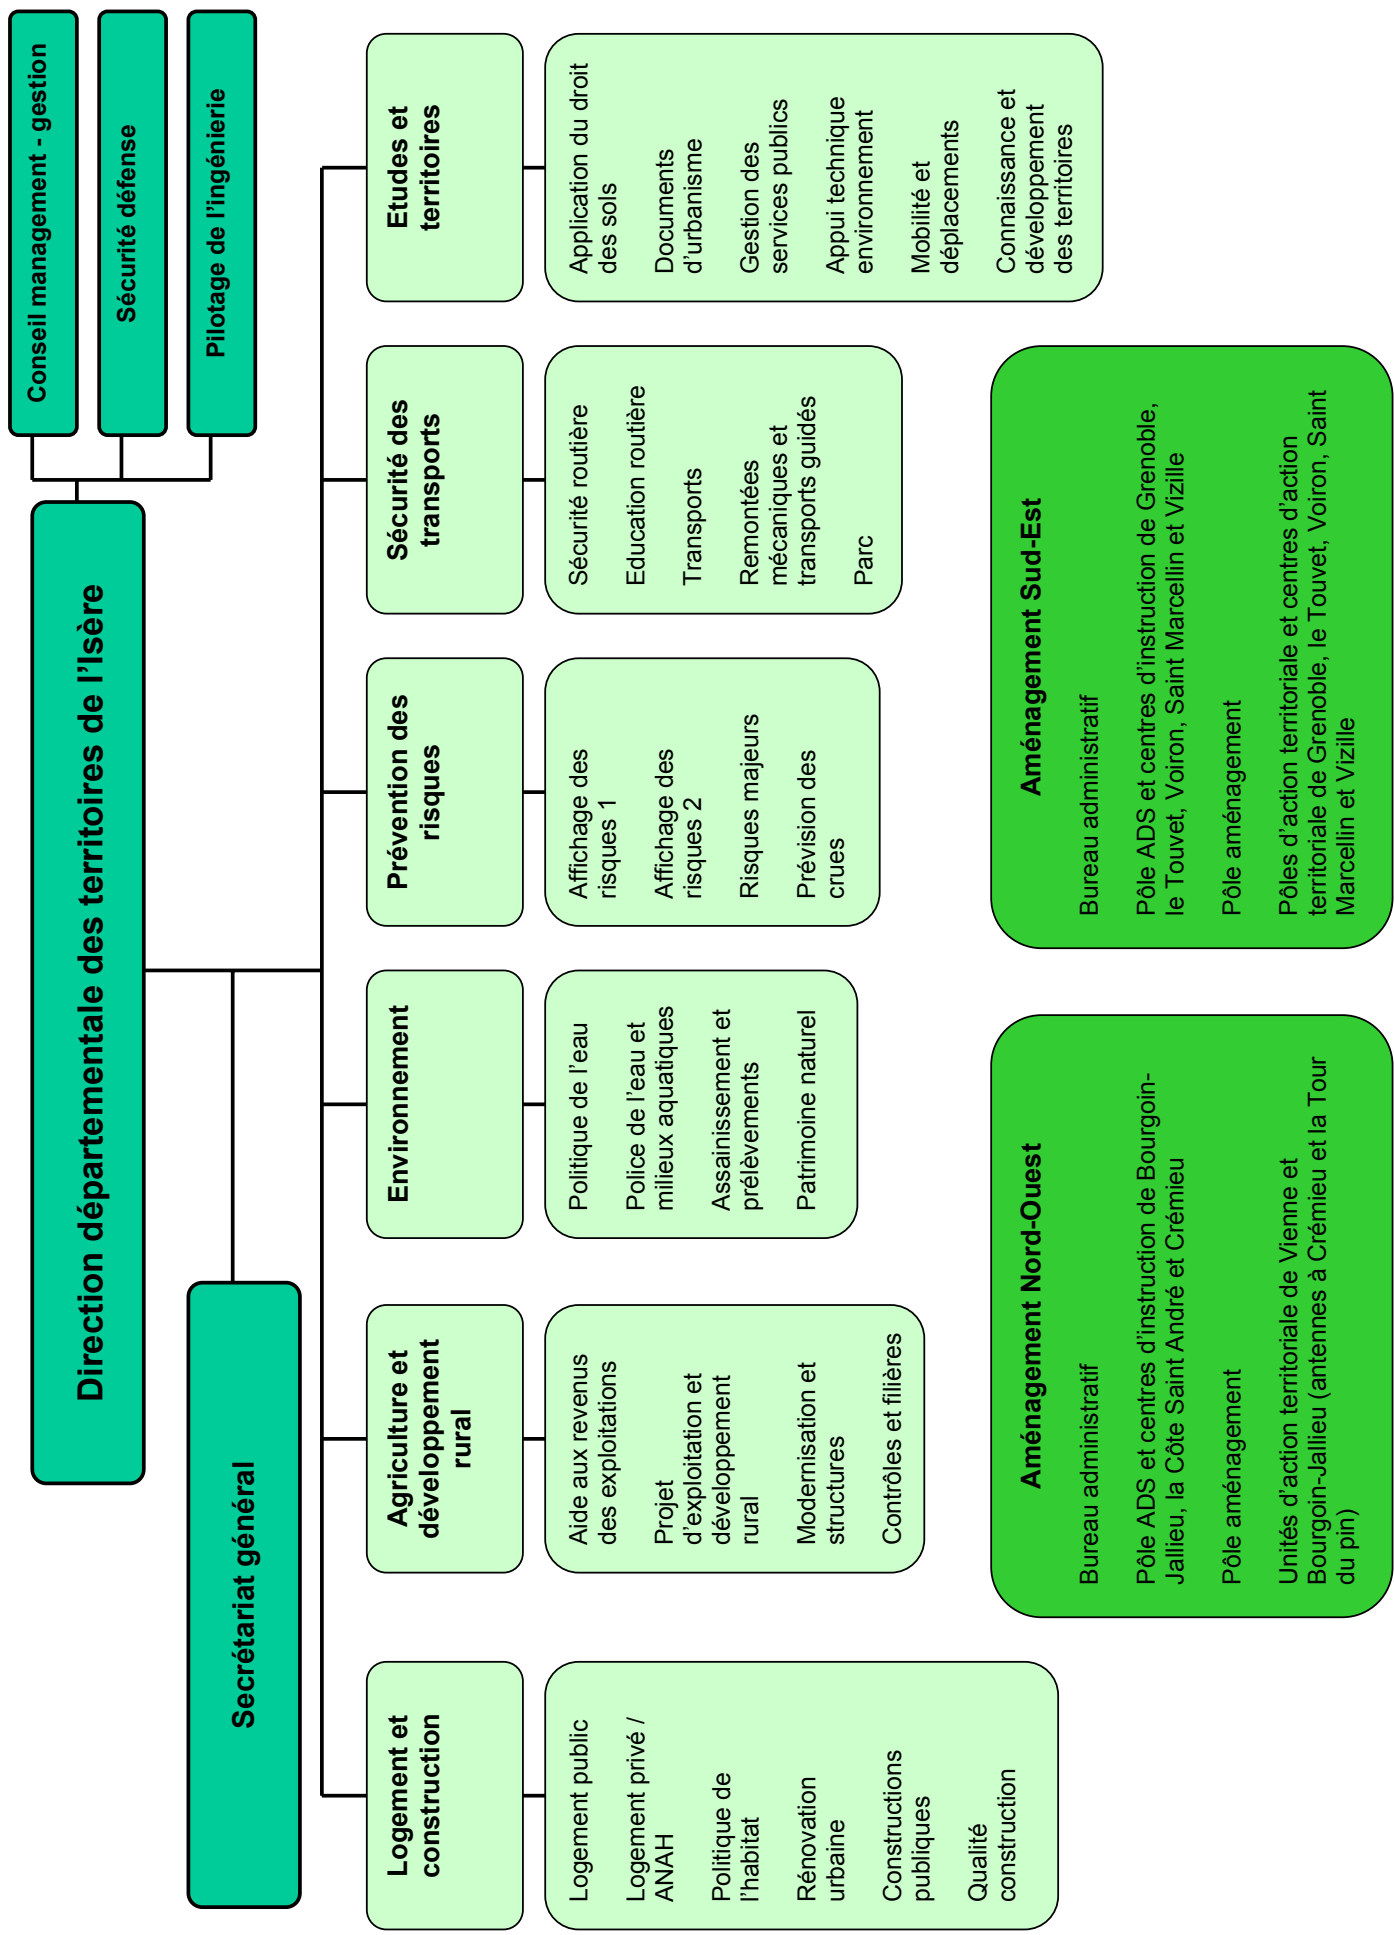 Direction départementale des territoires de l'Isère
Conseil management - gestion
Sécurité défense
Pilotage de l'ingénierie
Secrétariat général
Logement et
construction
Logement public
Logement privé /
ANAH
Politique de
l'habitat
Rénovation
urbaine
Constructions
publiques
Qualité
construction
Agriculture et
développement
rural
Aide aux revenus
des exploitations
Projet
d'exploitation et
développement
rural
Modernisation et
structures
Contrôles et filières
Environnement
Politique de l'eau
Police de l'eau et
milieux aquatiques
Assainissement et
prélèvements
Patrimoine naturel
Prévention des
risques
Affichage des
risques 1
Affichage des
risques 2
Risques majeurs
Prévision des
crues
Sécurité des
transports
Sécurité routière
Education routière
Transports
Remontées
mécaniques et
transports guidés
Parc
Etudes et
territoires
Application du droit
des sols
Documents
d'urbanisme
Gestion des
services publics
Appui technique
environnement
Mobilité et
déplacements
Connaissance et
développement
des territoires
Aménagement Nord-Ouest
Bureau administratif
Pôle ADS et centres d'instruction de Bourgoin-
Jallieu, la Côte Saint André et Crémieu
Pôle aménagement
Unités d'action territoriale de Vienne et
Bourgoin-Jallieu (antennes à Crémieu et la Tour
du pin)
Aménagement Sud-Est
Bureau administratif
Pôle ADS et centres d'instruction de Grenoble,
le Touvet, Voiron, Saint Marcellin et Vizille
Pôle aménagement
Pôles d'action territoriale et centres d'action
territoriale de Grenoble, le Touvet, Voiron, Saint
Marcellin et Vizille